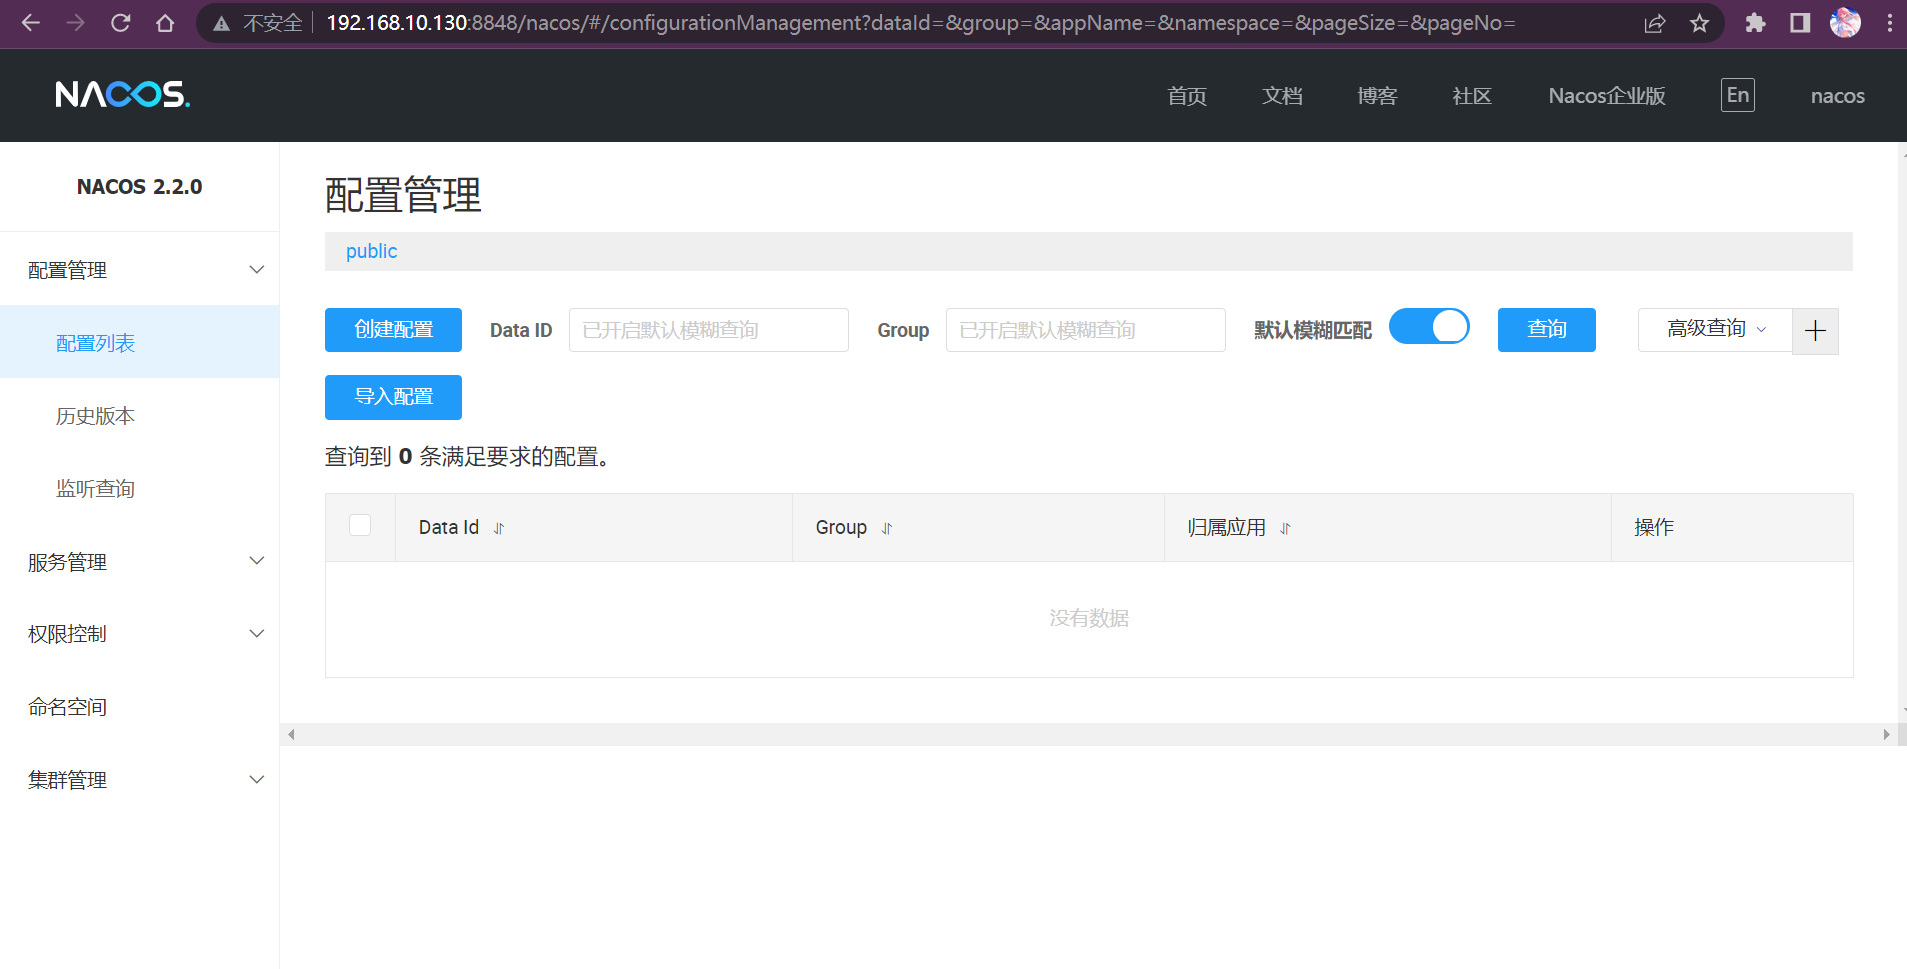 不安全 192.168.10.130:8848/nacos/#/configurationManagement?dataId=&group=&appName=&namespace=&pageSize=&pageNo=
NACOS. 首页 文档 博客 社区 Nacos企业版 En nacos
NACOS 2.2.0
配置管理
配置列表
历史版本
监听查询
服务管理
权限控制
命名空间
集群管理
配置管理
public
创建配置 Data ID 已开启默认模糊查询 Group 已开启默认模糊查询 默认模糊匹配 查询 高级查询
导入配置
查询到 0 条满足要求的配置。
Data Id Group 归属应用 操作
没有数据